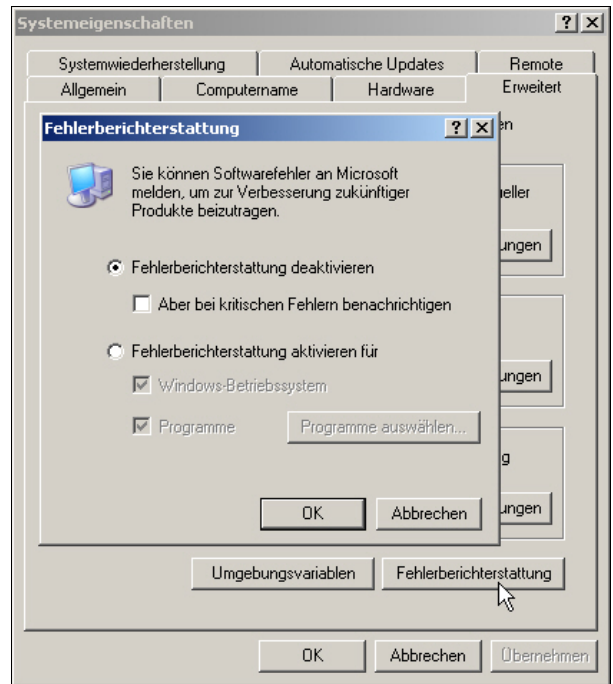 Systemeigenschaften
Systemwiederherstellung Automatische Updates Remote
Allgemein Computername Hardware Erweitert
Fehlerberichterstattung
Sie können Softwarefehler an Microsoft
melden, um zur Verbesserung zukünftiger
Produkte beizutragen.
Fehlerberichterstattung deaktivieren
Aber bei kritischen Fehlern benachrichtigen
Fehlerberichterstattung aktivieren für
Windows-Betriebssystem
Programme Programme auswählen...
OK Abbrechen
Umgebungsvariablen Fehlerberichterstattung
OK Abbrechen Übernehmen